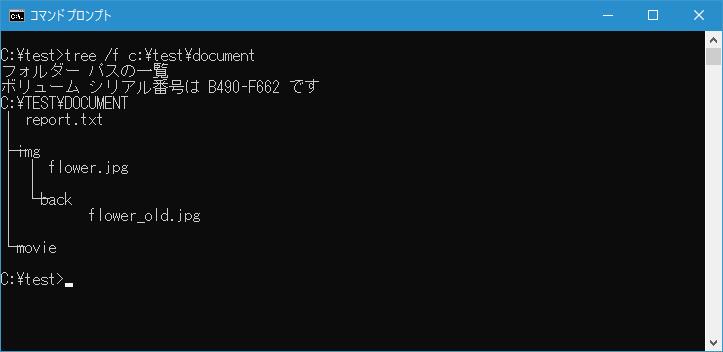 コマンドプロンプト
C:¥test>tree /f c:¥test¥document
フォルダー パスの一覧
ボリューム シリアル番号は B490-F662 です
C:¥TEST¥DOCUMENT
│  report.txt
│
├─img
│  │  flower.jpg
│  │
│  └─back
│          flower_old.jpg
│
└─movie
C:¥test>